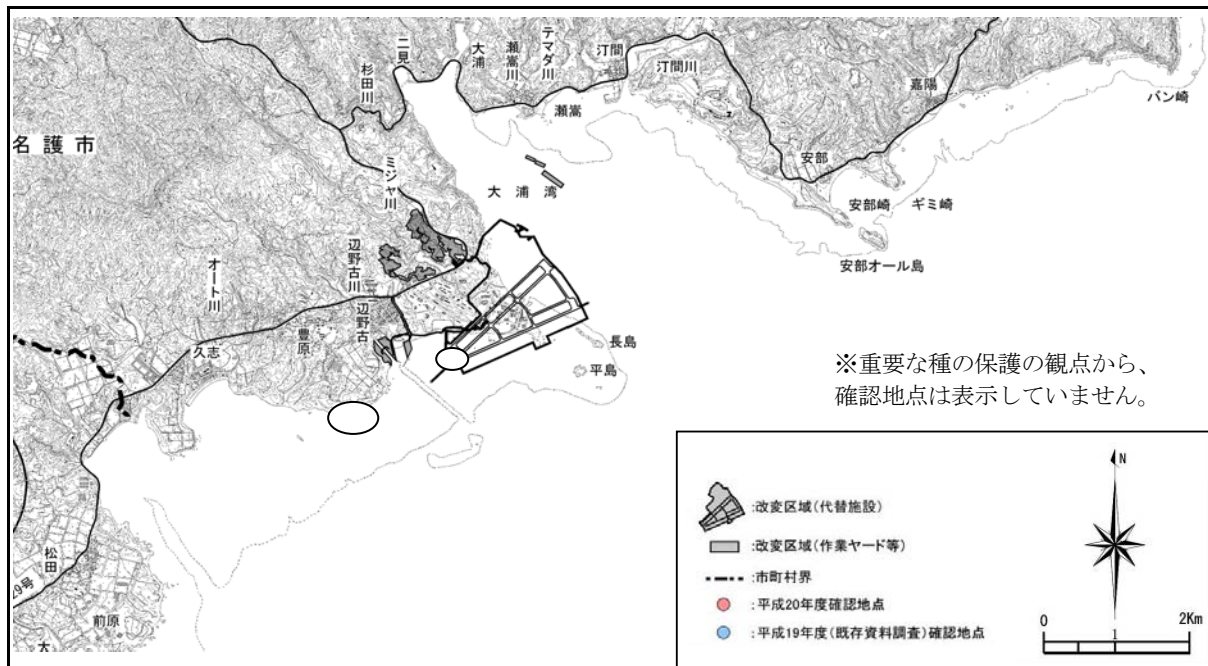 二見
大浦
瀬嵩川
テマダ川
汀間
杉田川
汀間川
嘉陽
バン崎
瀬嵩
名護市
ミジャ川
安部
大浦湾
安部崎
ギミ崎
安部オール島
辺野古川
オート川
辺野古
豊原
久志
長島
平島
※重要な種の保護の観点から、
確認地点は表示していません。
:改変区域(代替施設)
:改変区域(作業ヤード等)
:市町村界
:平成20年度確認地点
:平成19年度(既存資料調査)確認地点
N
0 1 2Km
松田
29号
前原
大